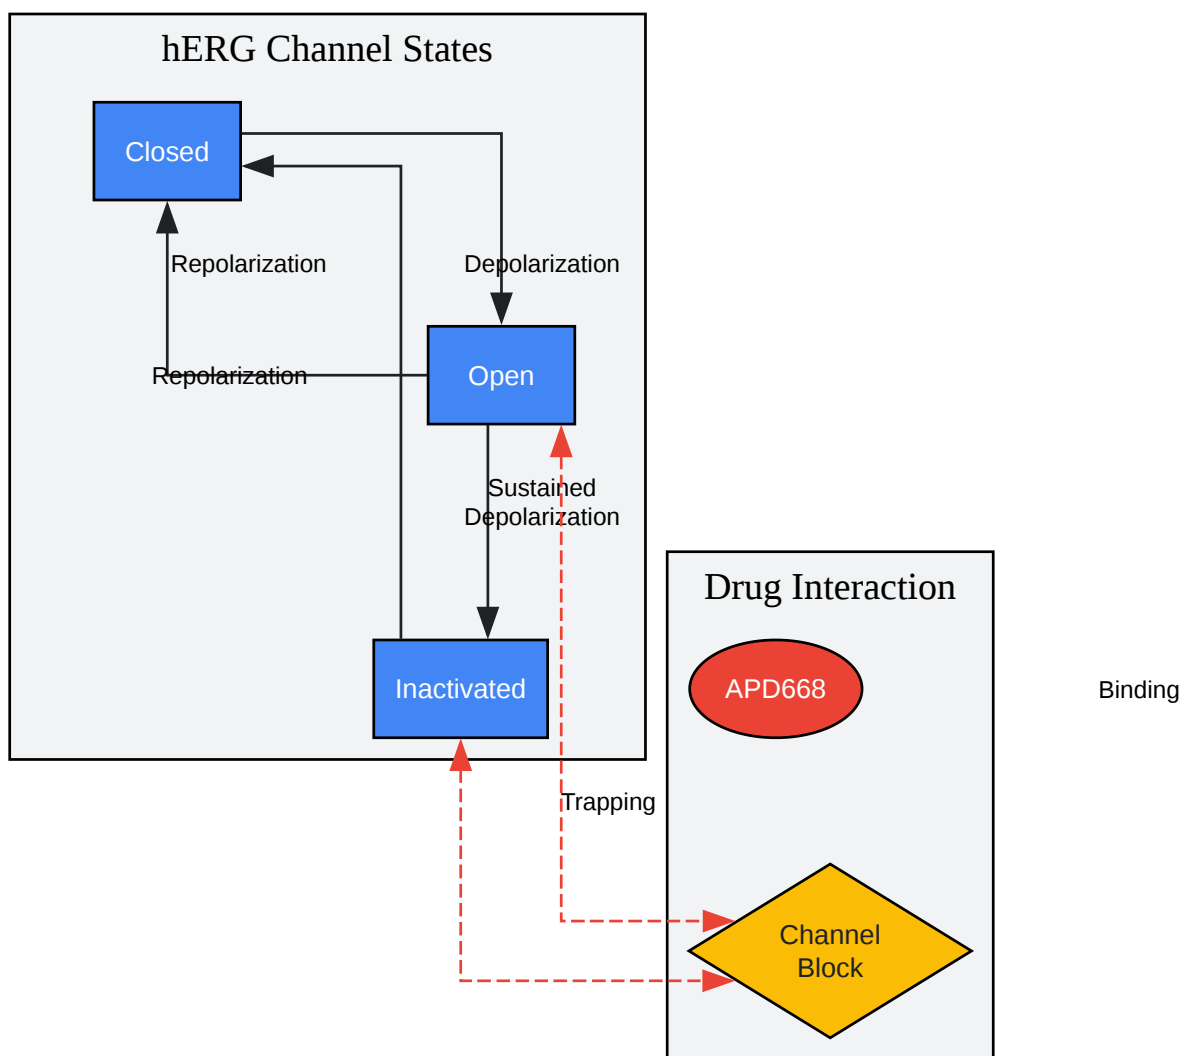 hERG Channel States
Closed
Repolarization
Depolarization
Repolarization
Open
Sustained
Depolarization
Drug Interaction
Inactivated
APD668
Binding
Trapping
Channel
Block